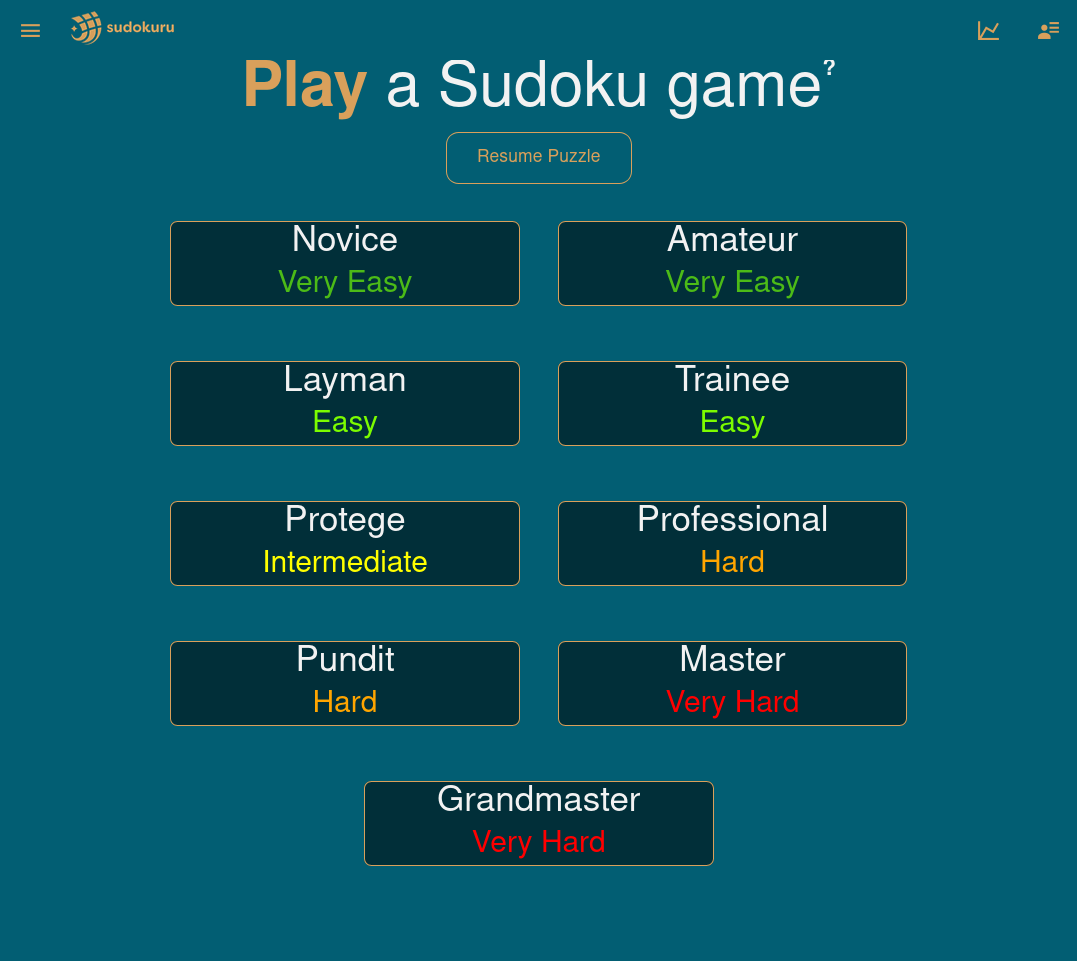 sudokuru
Play a Sudoku game?
Resume Puzzle
Novice
Very Easy
Amateur
Very Easy
Layman
Easy
Trainee
Easy
Protege
Intermediate
Professional
Hard
Pundit
Hard
Master
Very Hard
Grandmaster
Very Hard